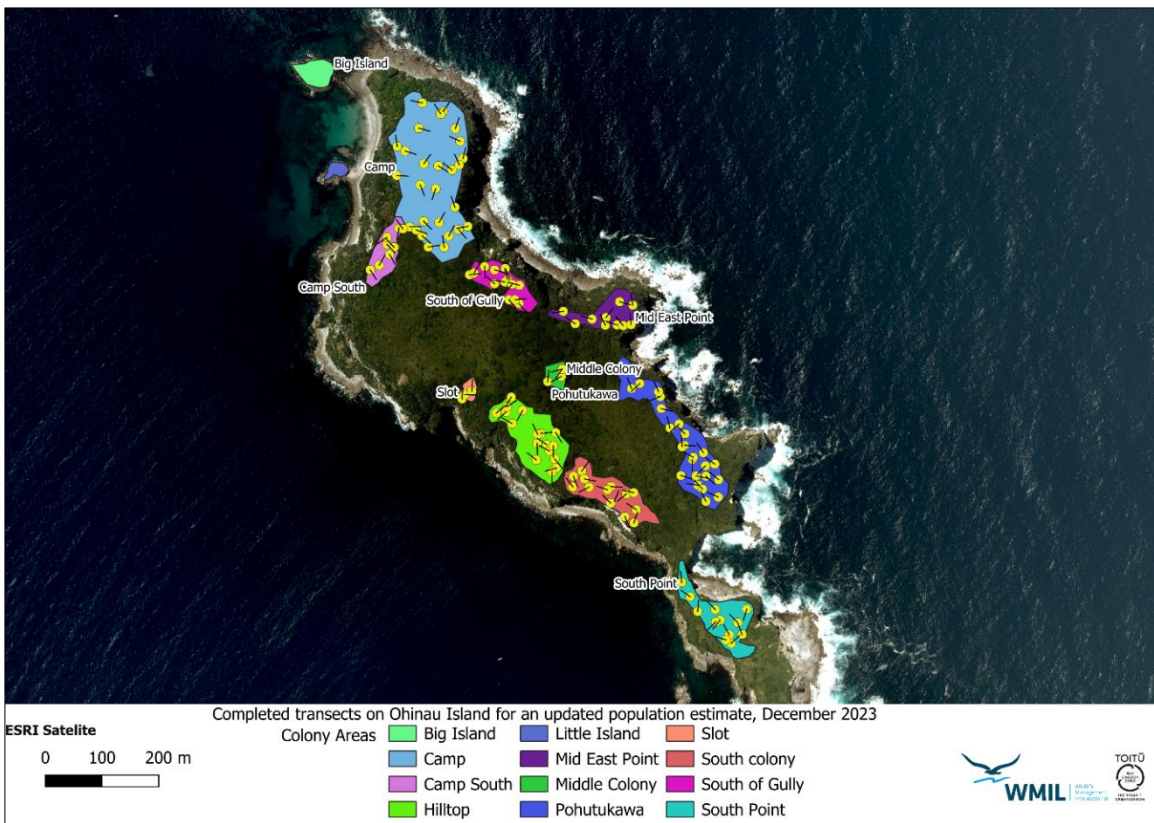 Big Island
Camp
Camp South
South of Gully
Mid East Point
Middle Colony
Pohutukawa
Slot
South Point
Completed transects on Ohinau Island for an updated population estimate, December 2023
ESRI Satelite
0 100 200 m
Colony Areas
Big Island
Little Island
Slot
Camp
Mid East Point
South colony
Camp South
Middle Colony
South of Gully
Hilltop
Pohutukawa
South Point
WMIL
Wildlife
Management
International
TOITŪ